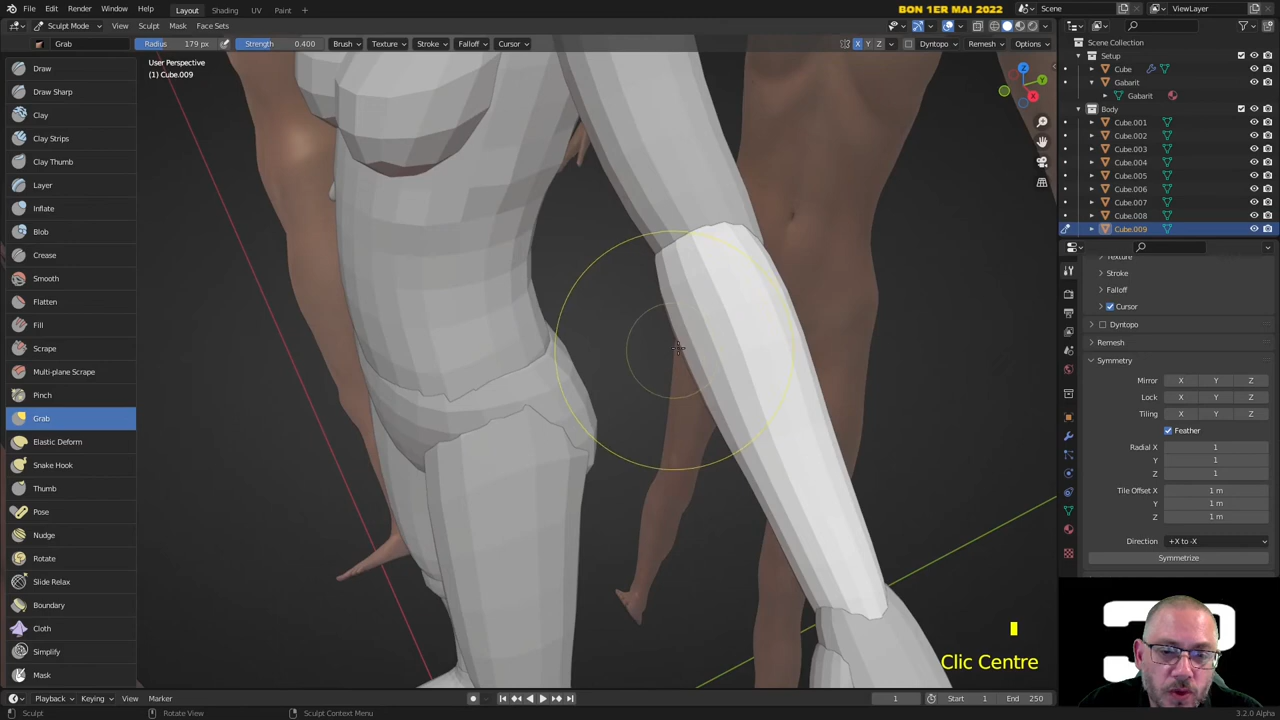 File Edit Render Window Help Layout Shading UV Paint BON 1ER MAI 2022 Scene ViewLayer
Sculpt Mode View Sculpt Mask Face Sets
Grab Radius 179 px Strength 0.400 Brush Texture Stroke Falloff Cursor X Y Z Dyntopo Remesh Options
User Perspective
(1) Cube.009
Draw
Draw Sharp
Clay
Clay Strips
Clay Thumb
Layer
Inflate
Blob
Crease
Smooth
Flatten
Fill
Scrape
Multi-plane Scrape
Pinch
Grab
Elastic Deform
Snake Hook
Thumb
Pose
Nudge
Rotate
Slide Relax
Boundary
Cloth
Simplify
Mask
Z
Y
X
Clic Centre
Scene Collection
Setup
Cube
Gabarit
Gabarit
Body
Cube.001
Cube.002
Cube.003
Cube.004
Cube.005
Cube.006
Cube.007
Cube.008
Cube.009
Texture
Stroke
Falloff
Cursor
Dyntopo
Remesh
Symmetry
Mirror X Y Z
Lock X Y Z
Tiling X Y Z
Feather
Radial X 1
Y 1
Z 1
Tile Offset X 1 m
Y 1 m
Z 1 m
Direction +X to -X
Symmetrize
Playback Keying View Marker 1 Start 1 End 250
Sculpt Rotate View Sculpt Context Menu 3.2.0 Alpha